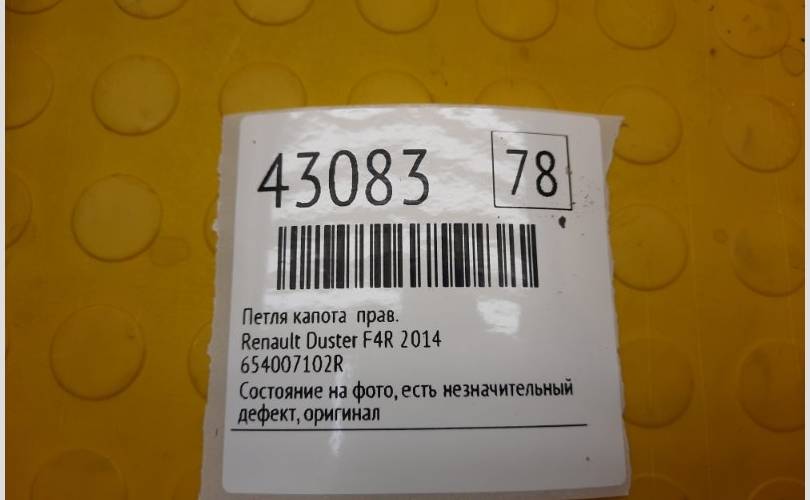 43083 78
Петля капота прав.
Renault Duster F4R 2014
654007102R
Состояние на фото, есть незначительный
дефект, оригинал